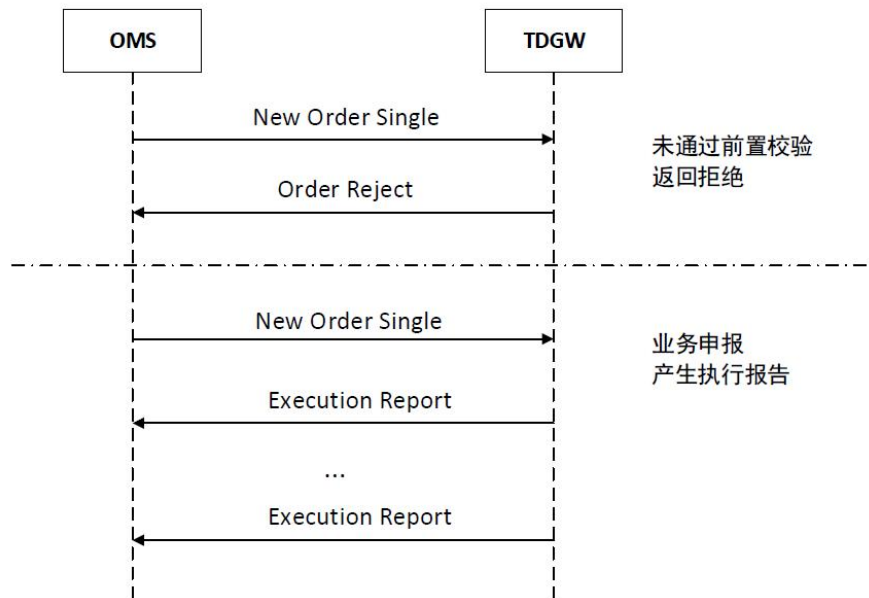 OMS
TDGW
New Order Single
未通过前置校验
返回拒绝
Order Reject
New Order Single
业务申报
产生执行报告
Execution Report
...
Execution Report